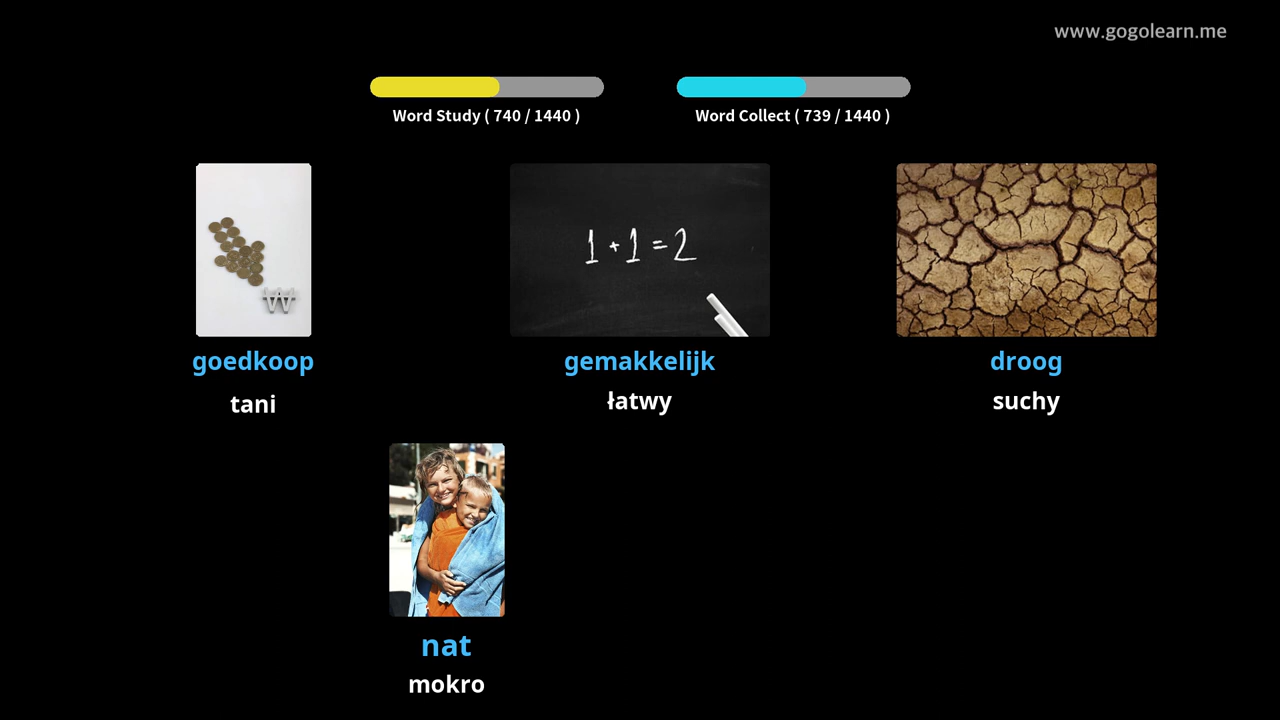 www.gogolearn.me
Word Study ( 740 / 1440 )
Word Collect ( 739 / 1440 )
1 + 1 = 2
₩
goedkoop
gemakkelijk
droog
tani
łatwy
suchy
nat
mokro